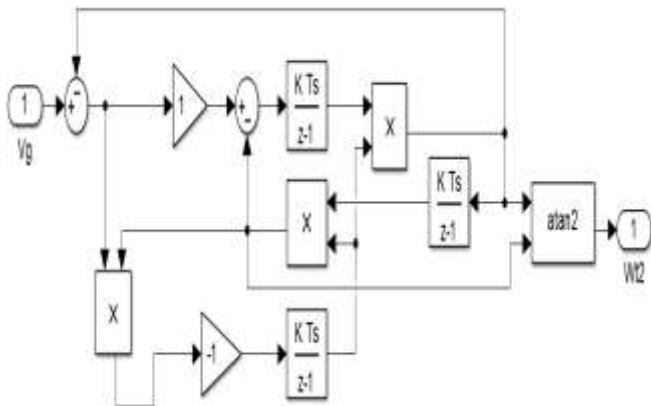 1
Vg
+ −
1
+ −
K Ts
z-1
X
K Ts
z-1
X
atan2
1
Wt2
X
-1
K Ts
z-1